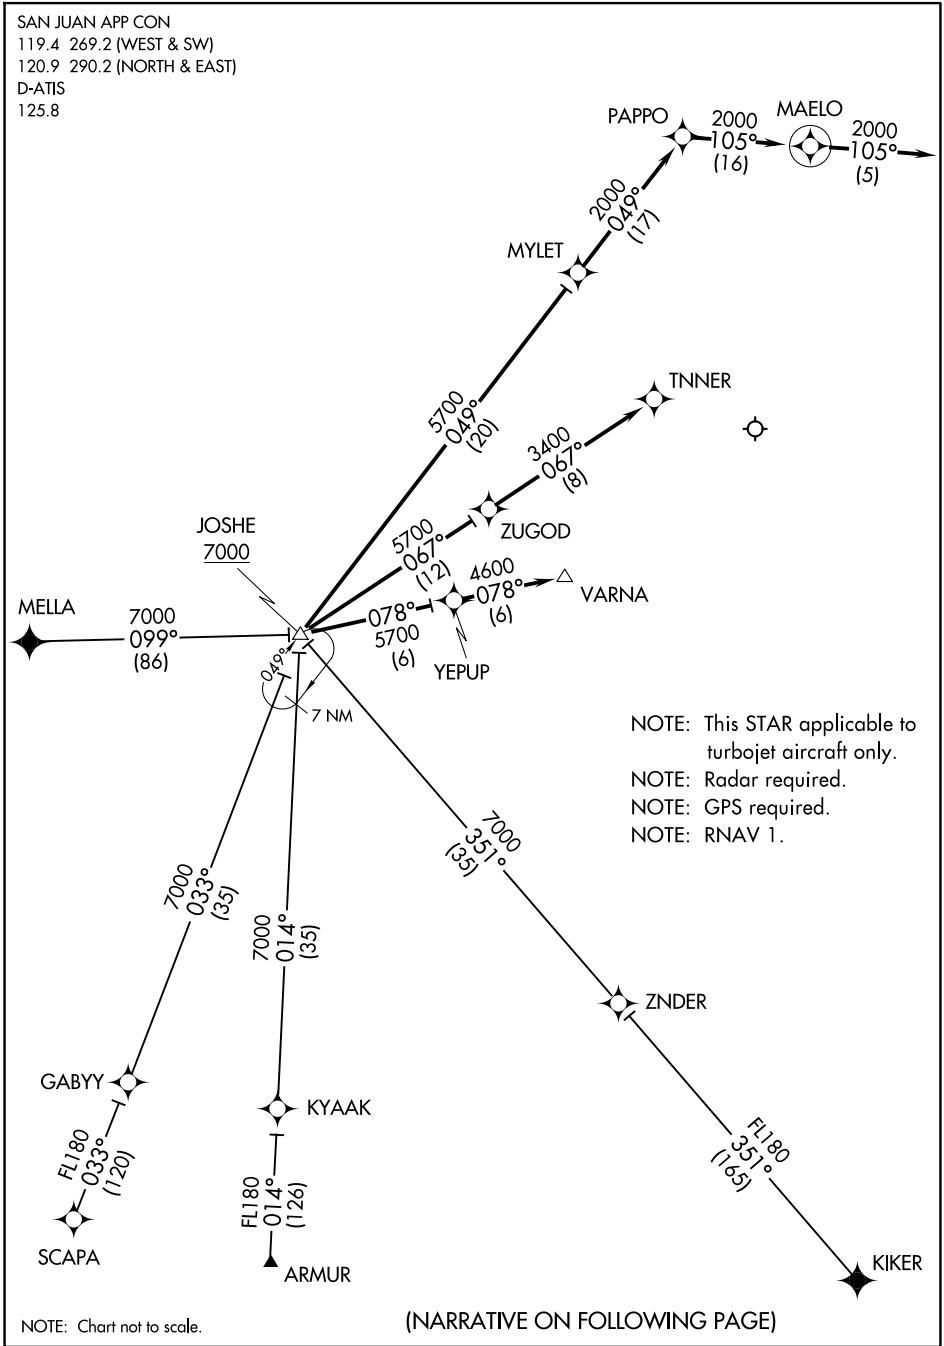 SAN JUAN APP CON
119.4 269.2 (WEST & SW)
120.9 290.2 (NORTH & EAST)
D-ATIS
125.8
PAPPO
2000
105°
(16)
MAELO
2000
105°
(5)
2000
049°
(17)
MYLET
5700
049°
(20)
TNNER
3400
067°
(8)
ZUGOD
5700
067°
(12)
JOSHE
7000
4600
078°
(6)
VARNA
078°
5700
(6)
YEPUP
MELLA
7000
099°
(86)
049°
7 NM
NOTE: This STAR applicable to
turbojet aircraft only.
NOTE: Radar required.
NOTE: GPS required.
NOTE: RNAV 1.
7000
351°
(35)
7000
033°
(35)
7000
014°
(35)
ZNDER
GABYY
KYAAK
FL180
033°
(120)
FL180
014°
(126)
FL180
351°
(165)
SCAPA
ARMUR
KIKER
NOTE: Chart not to scale.
(NARRATIVE ON FOLLOWING PAGE)